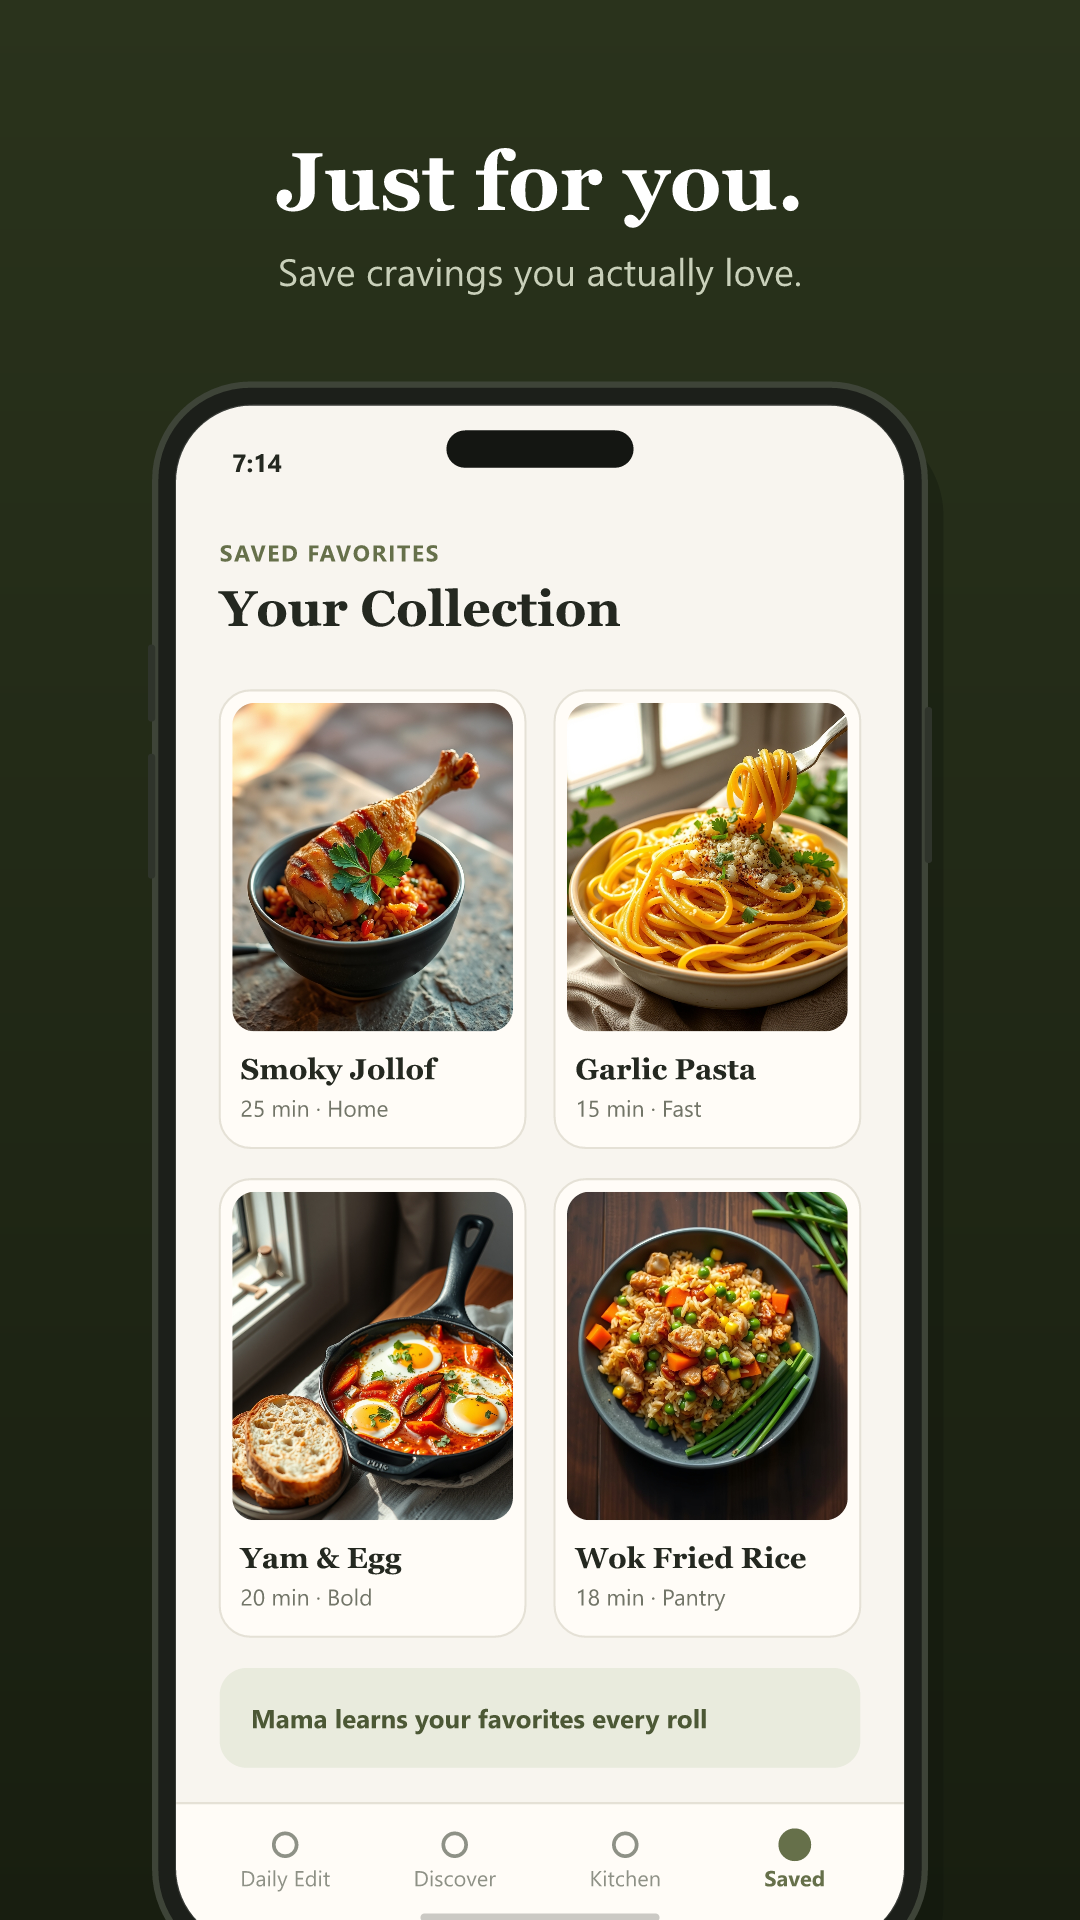 Just for you.
Save cravings you actually love.
7:14
SAVED FAVORITES
Your Collection
Smoky Jollof
25 min · Home
Garlic Pasta
15 min · Fast
Yam & Egg
20 min · Bold
Wok Fried Rice
18 min · Pantry
Mama learns your favorites every roll
Daily Edit
Discover
Kitchen
Saved